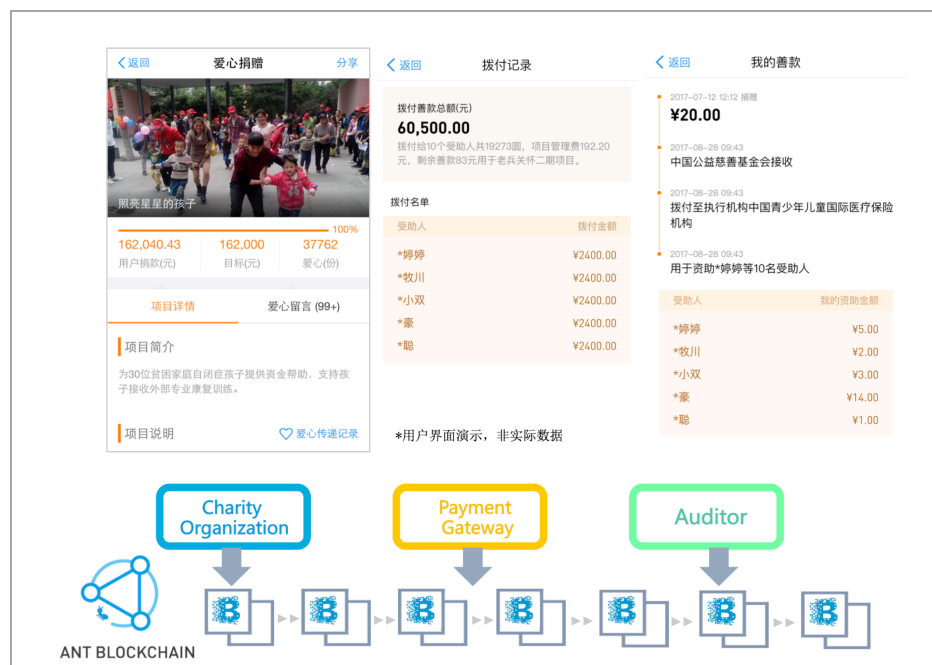 返回
爱心捐赠
分享
照亮星星的孩子
100%
162,040.43
162,000
37762
用户捐款(元)
目标(元)
爱心(份)
项目详情
爱心留言 (99+)
项目简介
为30位贫困家庭自闭症孩子提供资金帮助，支持孩
子接收外部专业康复训练。
项目说明
爱心传递记录
返回
拨付记录
拨付善款总额(元)
60,500.00
拨付给10个受助人共19273圆，项目管理费192.20
元，剩余善款83元用于老兵关怀二期项目。
拨付名单
受助人
拨付金额
*婷婷
¥2400.00
*牧川
¥2400.00
*小双
¥2400.00
*豪
¥2400.00
*聪
¥2400.00
*用户界面演示，非实际数据
返回
我的善款
2017-07-12 12:12 捐赠
¥20.00
2017-08-28 09:43
中国公益慈善基金会接收
2017-08-28 09:43
拨付至执行机构中国青少年儿童国际医疗保险
机构
2017-08-28 09:43
用于资助*婷婷等10名受助人
受助人
我的资助金额
*婷婷
¥5.00
*牧川
¥2.00
*小双
¥3.00
*豪
¥14.00
*聪
¥1.00
Charity
Organization
Payment
Gateway
Auditor
ANT BLOCKCHAIN